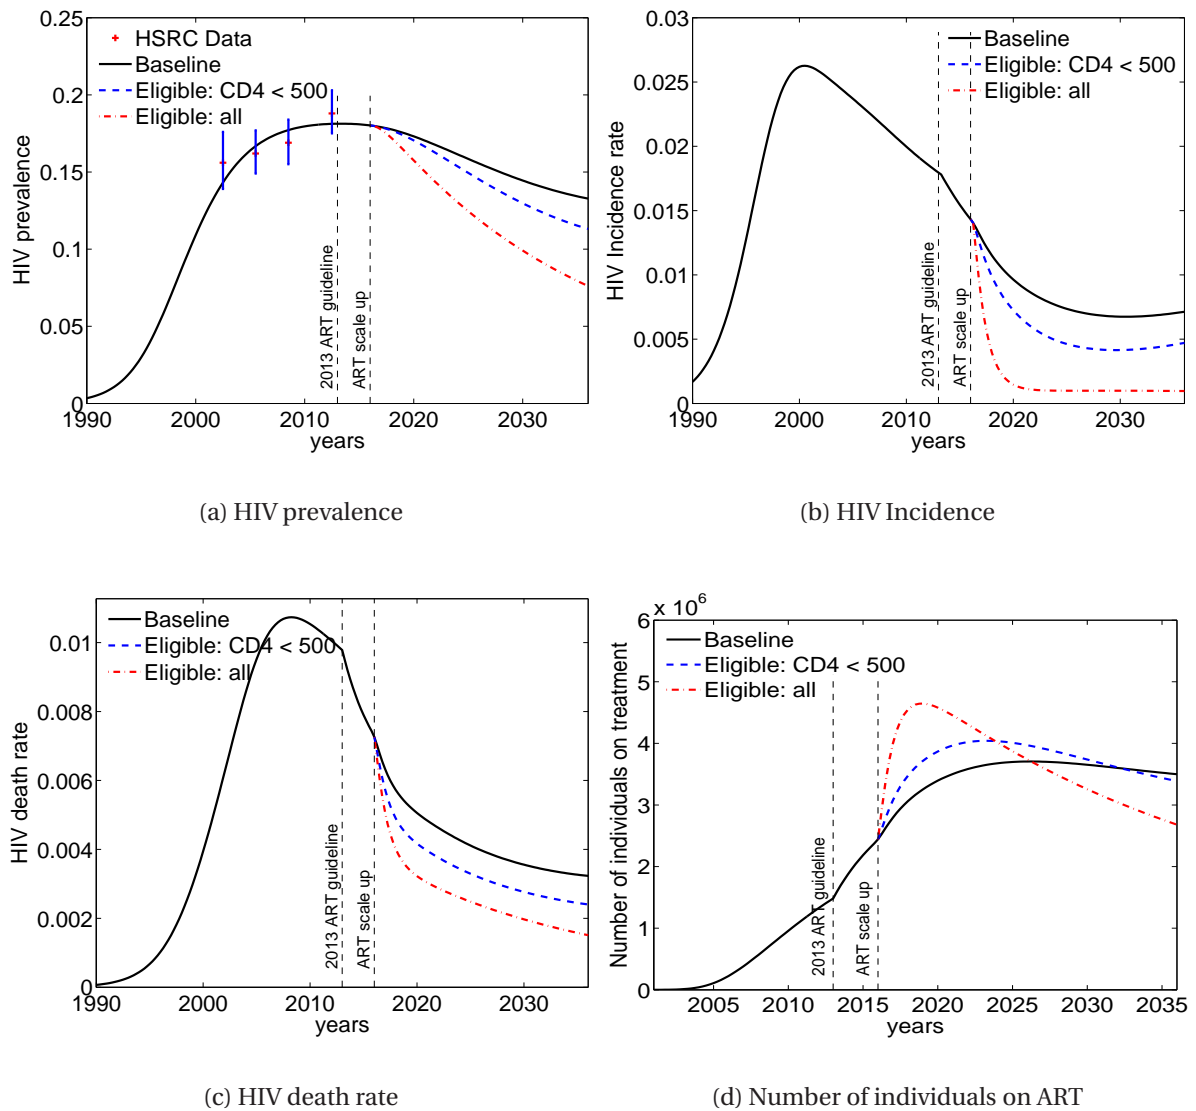 0.25
0.2
0.15
0.1
0.05
0
HIV prevalence
HSRC Data
Baseline
Eligible: CD4 < 500
Eligible: all
2013 ART guideline
ART scale up
1990 2000 2010 2020 2030
years
(a) HIV prevalence
0.03
0.025
0.02
0.015
0.01
0.005
0
HIV Incidence rate
Baseline
Eligible: CD4 < 500
Eligible: all
2013 ART guideline
ART scale up
1990 2000 2010 2020 2030
years
(b) HIV Incidence
0.01
0.008
0.006
0.004
0.002
0
HIV death rate
Baseline
Eligible: CD4 < 500
Eligible: all
2013 ART guideline
ART scale up
1990 2000 2010 2020 2030
years
(c) HIV death rate
x 10^6
6
5
4
3
2
1
0
Number of individuals on treatment
Baseline
Eligible: CD4 < 500
Eligible: all
2013 ART guideline
ART scale up
2005 2010 2015 2020 2025 2030 2035
years
(d) Number of individuals on ART